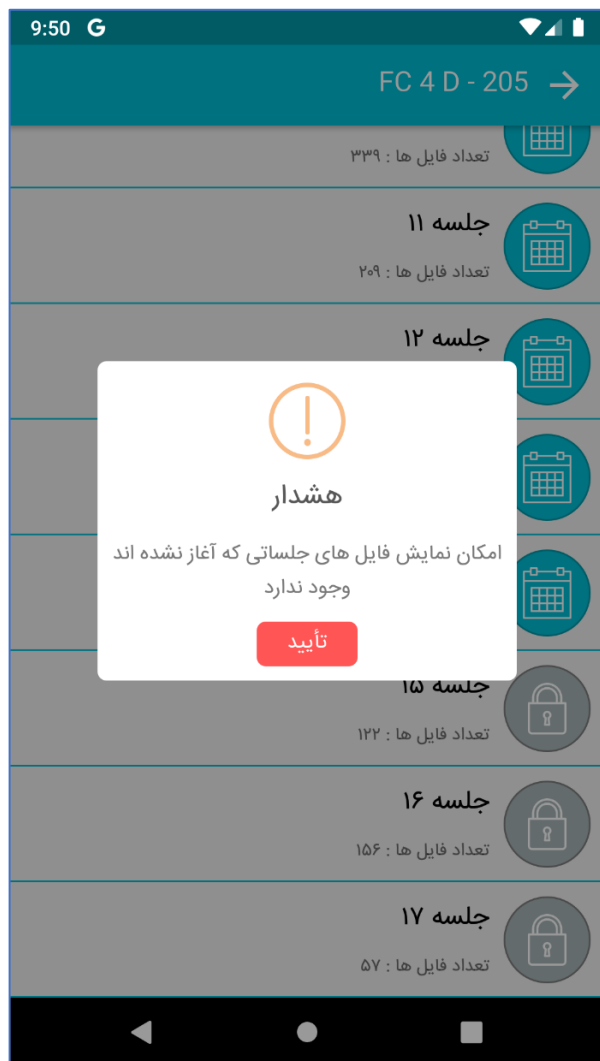 9:50 G
FC 4 D - 205
تعداد فایل ها : ۳۳۹
جلسه ۱۱
تعداد فایل ها : ۲۰۹
جلسه ۱۲
هشدار
امکان نمایش فایل های جلساتی که آغاز نشده اند
وجود ندارد
تأیید
جلسه ۱۵
تعداد فایل ها : ۱۲۲
جلسه ۱۶
تعداد فایل ها : ۱۵۶
جلسه ۱۷
تعداد فایل ها : ۵۷